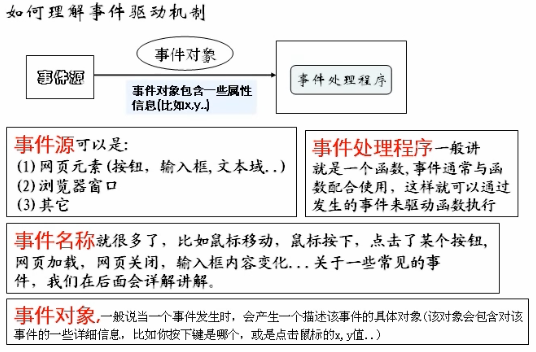 如何理解事件驱动机制
事件对象
事件源
事件处理程序
事件对象包含一些属性
信息(比如x,y..)
事件源可以是:
(1)网页元素(按钮，输入框,文本域..)
(2)浏览器窗口
(3)其它
事件处理程序一般讲
就是一个函数,事件通常与函
数配合使用，这样就可以通过
发生的事件来驱动函数执行
事件名称就很多了，比如鼠标移动，鼠标按下，点击了某个按钮,
网页加载，网页关闭，输入框内容变化...关于一些常见的事
件，我们在后面会详解讲解。
事件对象,一般说当一个事件发生时，会产生一个描述该事件的具体对象(该对象会包含对该
事件的一些详细信息，比如你按下键是哪个，或是点击鼠标的x,y值..)